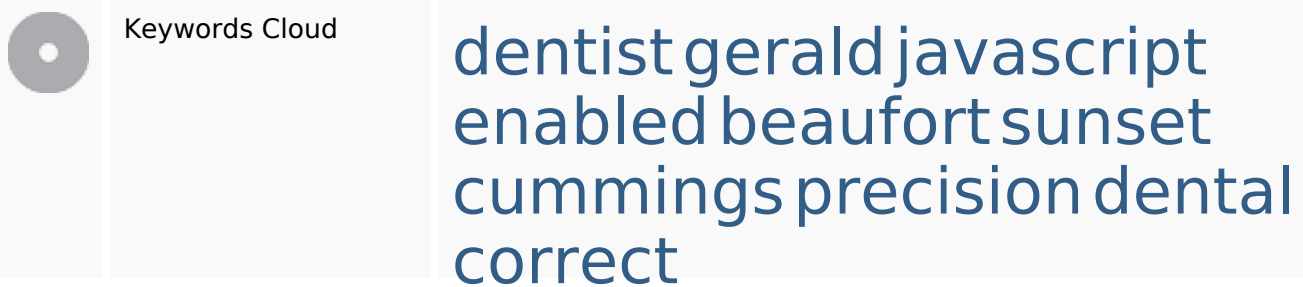 Keywords Cloud
dentist gerald javascript
enabled beaufort sunset
cummings precision dental
correct